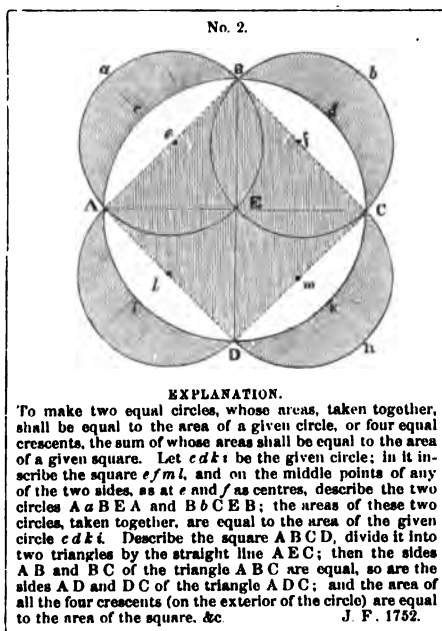 No. 2.
a
B
b
c
d
e
f
A
E
C
l
m
i
k
D
n
EXPLANATION.
To make two equal circles, whose areas, taken together,
shall be equal to the area of a given circle, or four equal
crescents, the sum of whose areas shall be equal to the area
of a given square. Let c d k i be the given circle; in it in-
scribe the square e f m l, and on the middle points of any
of the two sides, as at e and f as centres, describe the two
circles A a B E A and B b C E B; the areas of these two
circles, taken together, are equal to the area of the given
circle c d k i. Describe the square A B C D, divide it into
two triangles by the straight line A E C; then the sides
A B and B C of the triangle A B C are equal, so are the
sides A D and D C of the triangle A D C; and the area of
all the four crescents (on the exterior of the circle) are equal
to the area of the square. &c J. F. 1752.